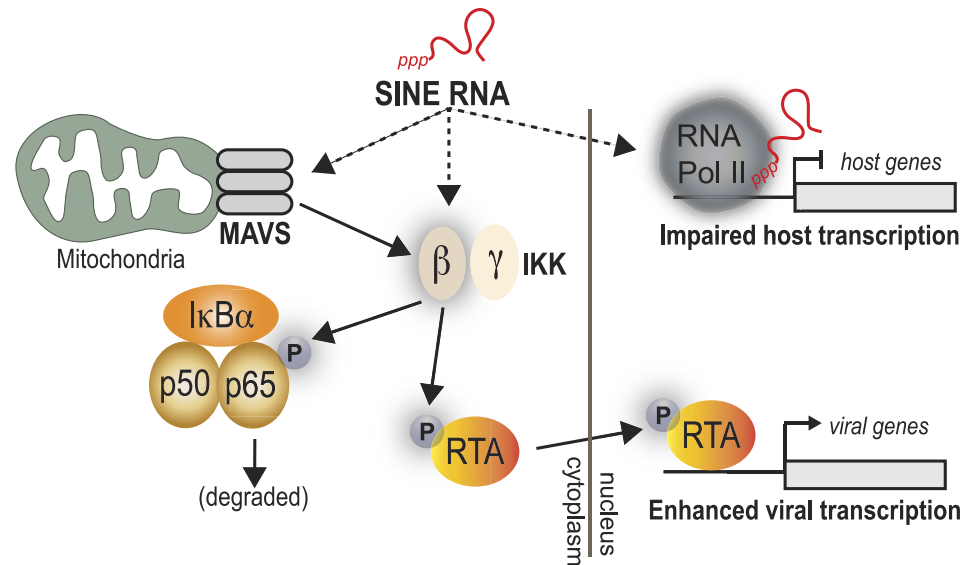 ppp
SINE RNA
MAVS
Mitochondria
RNA
Pol II
ppp
host genes
Impaired host transcription
β
γ
IKK
IκBα
p50
p65
P
(degraded)
P
RTA
cytoplasm
nucleus
P
RTA
viral genes
Enhanced viral transcription